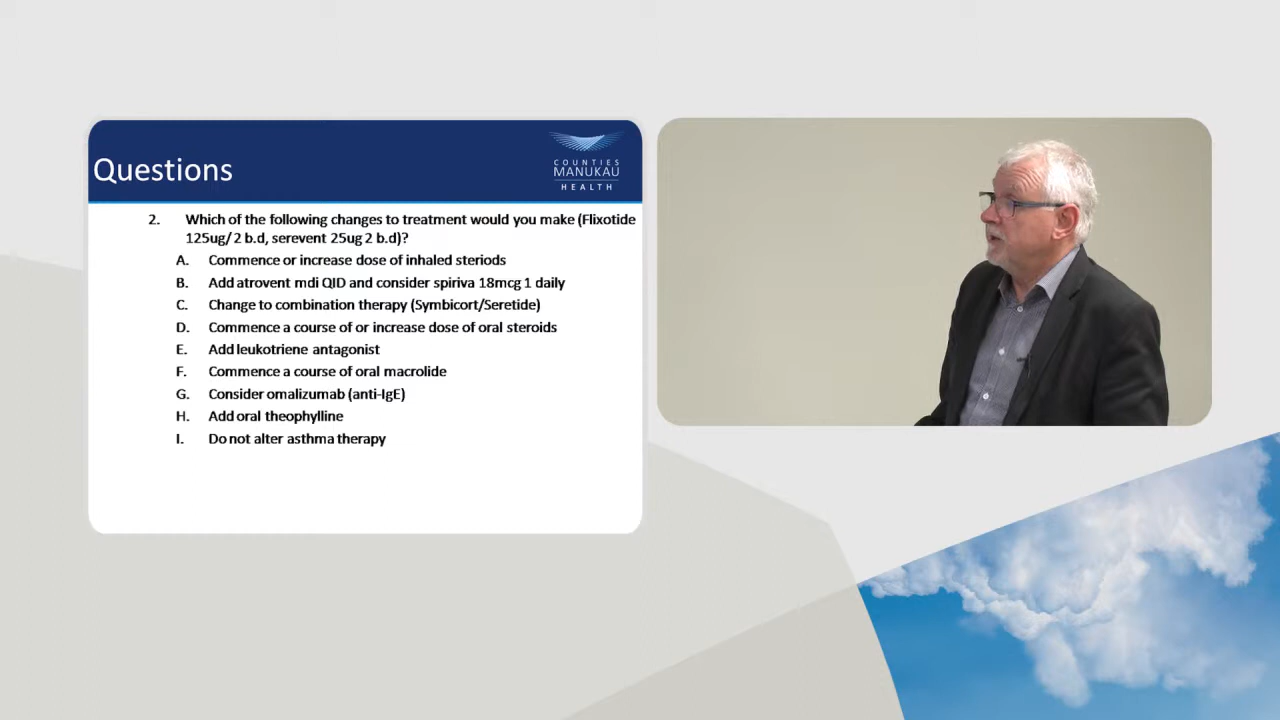 Questions
COUNTIES
MANUKAU
HEALTH
2. Which of the following changes to treatment would you make (Flixotide
125ug/ 2 b.d, serevent 25ug 2 b.d)?
A. Commence or increase dose of inhaled steriods
B. Add atrovent mdi QID and consider spiriva 18mcg 1 daily
C. Change to combination therapy (Symbicort/Seretide)
D. Commence a course of or increase dose of oral steroids
E. Add leukotriene antagonist
F. Commence a course of oral macrolide
G. Consider omalizumab (anti-IgE)
H. Add oral theophylline
I. Do not alter asthma therapy